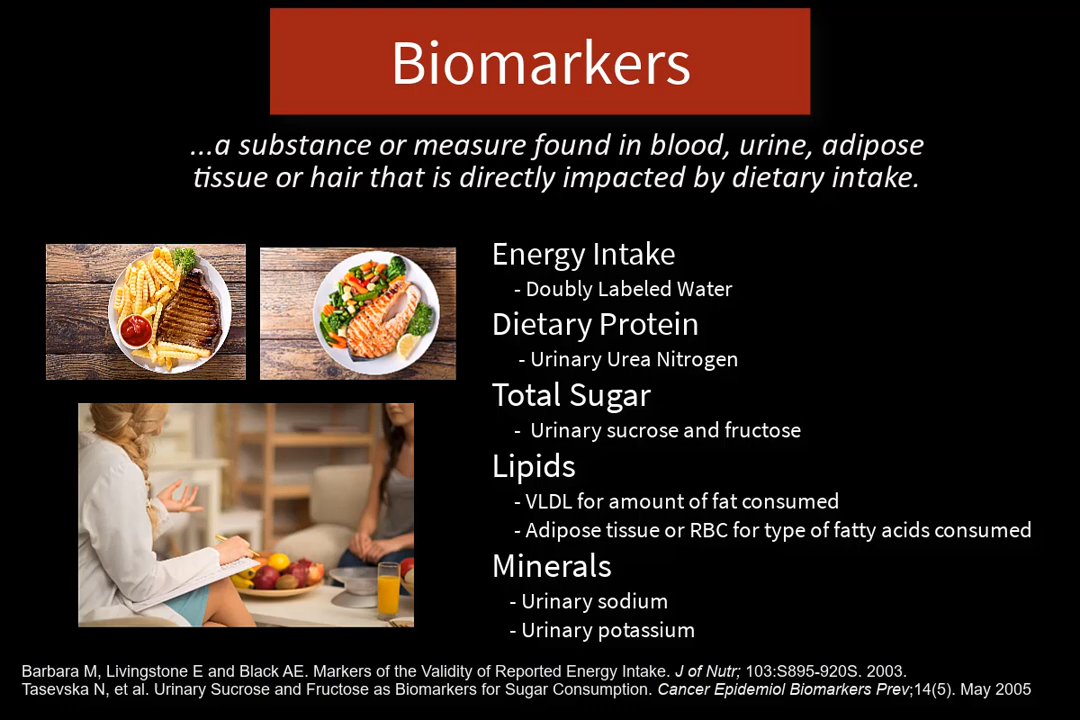 Biomarkers
...a substance or measure found in blood, urine, adipose
tissue or hair that is directly impacted by dietary intake.
Energy Intake
- Doubly Labeled Water
Dietary Protein
- Urinary Urea Nitrogen
Total Sugar
- Urinary sucrose and fructose
Lipids
- VLDL for amount of fat consumed
- Adipose tissue or RBC for type of fatty acids consumed
Minerals
- Urinary sodium
- Urinary potassium
Barbara M, Livingstone E and Black AE. Markers of the Validity of Reported Energy Intake. J of Nutr; 103:S895-920S. 2003.
Tasevska N, et al. Urinary Sucrose and Fructose as Biomarkers for Sugar Consumption. Cancer Epidemiol Biomarkers Prev;14(5). May 2005